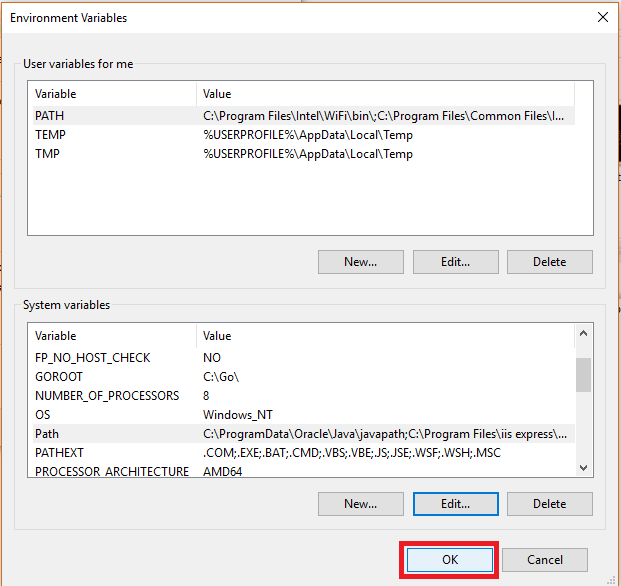 Environment Variables
User variables for me
Variable Value
PATH C:\Program Files\Intel\WiFi\bin\;C:\Program Files\Common Files\I...
TEMP %USERPROFILE%\AppData\Local\Temp
TMP %USERPROFILE%\AppData\Local\Temp
New... Edit... Delete
System variables
Variable Value
FP_NO_HOST_CHECK NO
GOROOT C:\Go\
NUMBER_OF_PROCESSORS 8
OS Windows_NT
Path C:\ProgramData\Oracle\Java\javapath;C:\Program Files\iis express\...
PATHEXT .COM;.EXE;.BAT;.CMD;.VBS;.VBE;.JS;.JSE;.WSF;.WSH;.MSC
PROCESSOR_ARCHITECTURE AMD64
New... Edit... Delete
OK Cancel